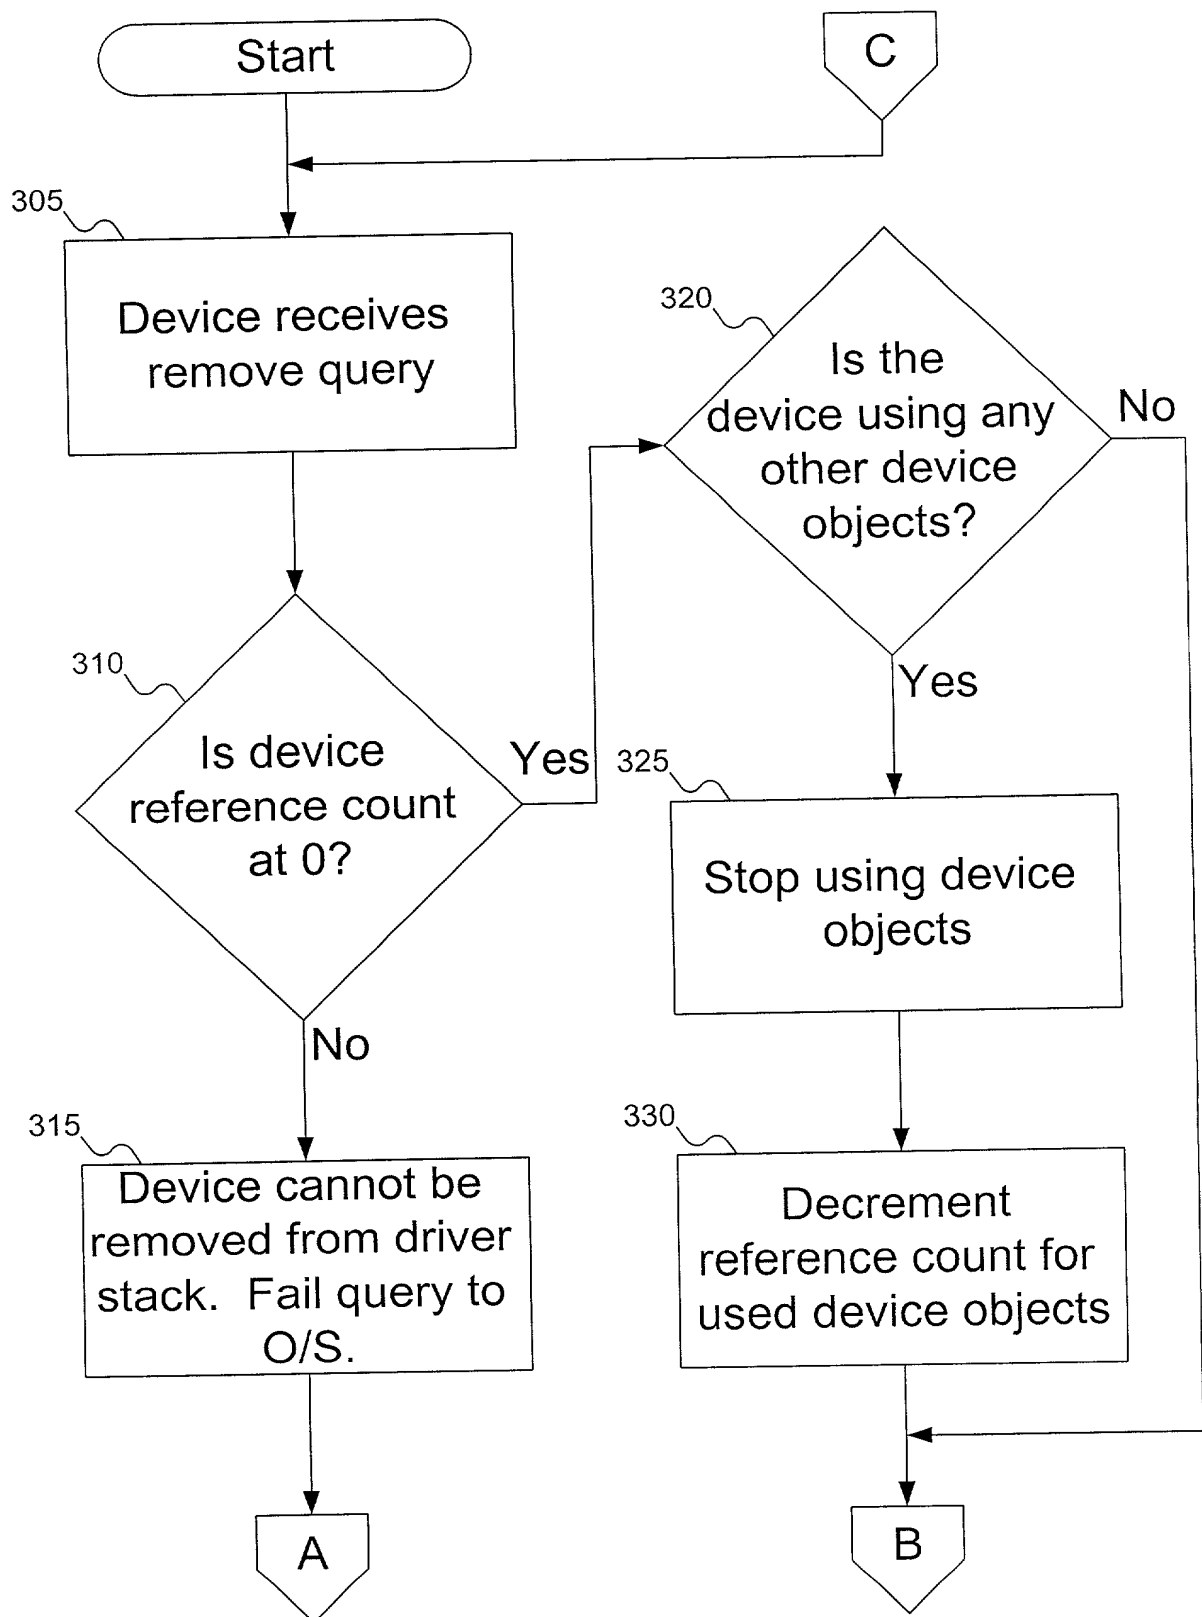 Start
C
305
Device receives
remove query
320
Is the
device using any
other device
objects?
No
Yes
310
Is device
reference count
at 0?
Yes
No
325
Stop using device
objects
315
Device cannot be
removed from driver
stack.  Fail query to
O/S.
330
Decrement
reference count for
used device objects
A
B